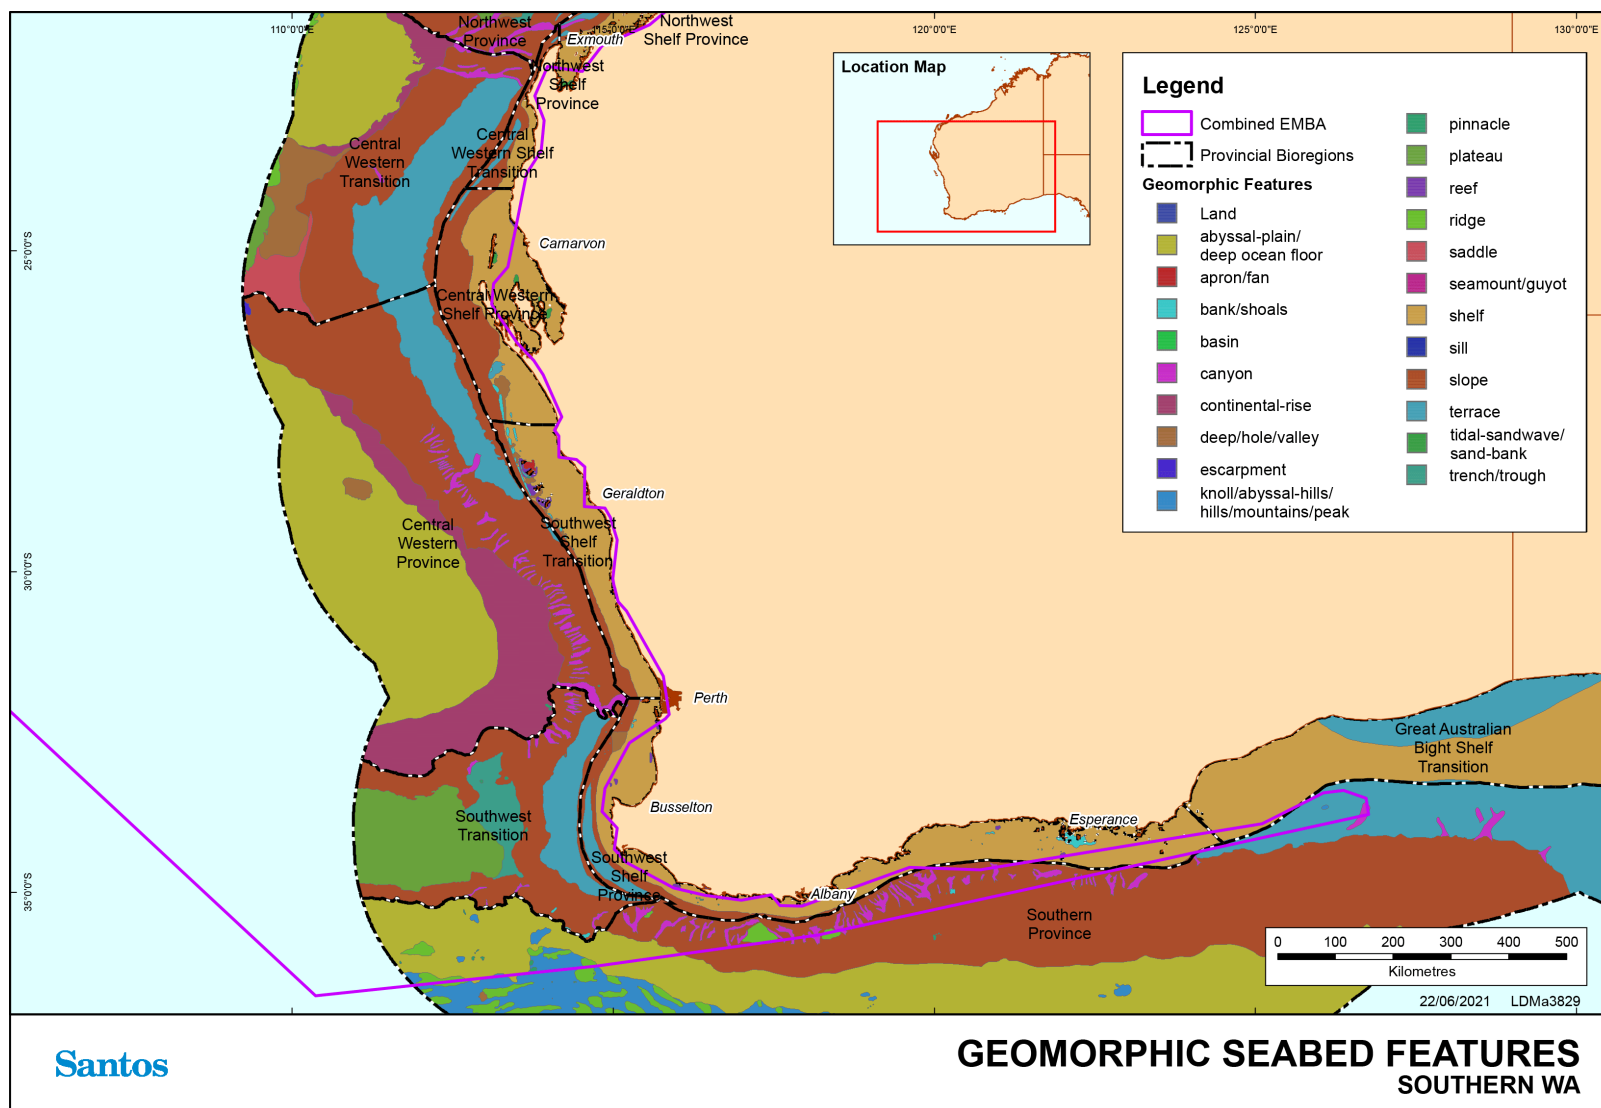 Northwest
Province
Northwest
Shelf Province
110°0'0"E
115°0'0"E
120°0'0"E
125°0'0"E
130°0'0"E
Exmouth
Northwest
Shelf
Province
Central
Western Shelf
Transition
Central
Western
Transition
25°0'0"S
Carnarvon
Central Western
Shelf Province
Geraldton
Southwest
Shelf
Transition
Central
Western
Province
30°0'0"S
Perth
Busselton
Southwest
Transition
Southwest
Shelf
Province
35°0'0"S
Albany
Esperance
Southern
Province
Great Australian
Bight Shelf
Transition
Location Map
Legend
Combined EMBA
Provincial Bioregions
Geomorphic Features
Land
abyssal-plain/
deep ocean floor
apron/fan
bank/shoals
basin
canyon
continental-rise
deep/hole/valley
escarpment
knoll/abyssal-hills/
hills/mountains/peak
pinnacle
plateau
reef
ridge
saddle
seamount/guyot
shelf
sill
slope
terrace
tidal-sandwave/
sand-bank
trench/trough
0 100 200 300 400 500
Kilometres
22/06/2021 LDMa3829
Santos
GEOMORPHIC SEABED FEATURES
SOUTHERN WA